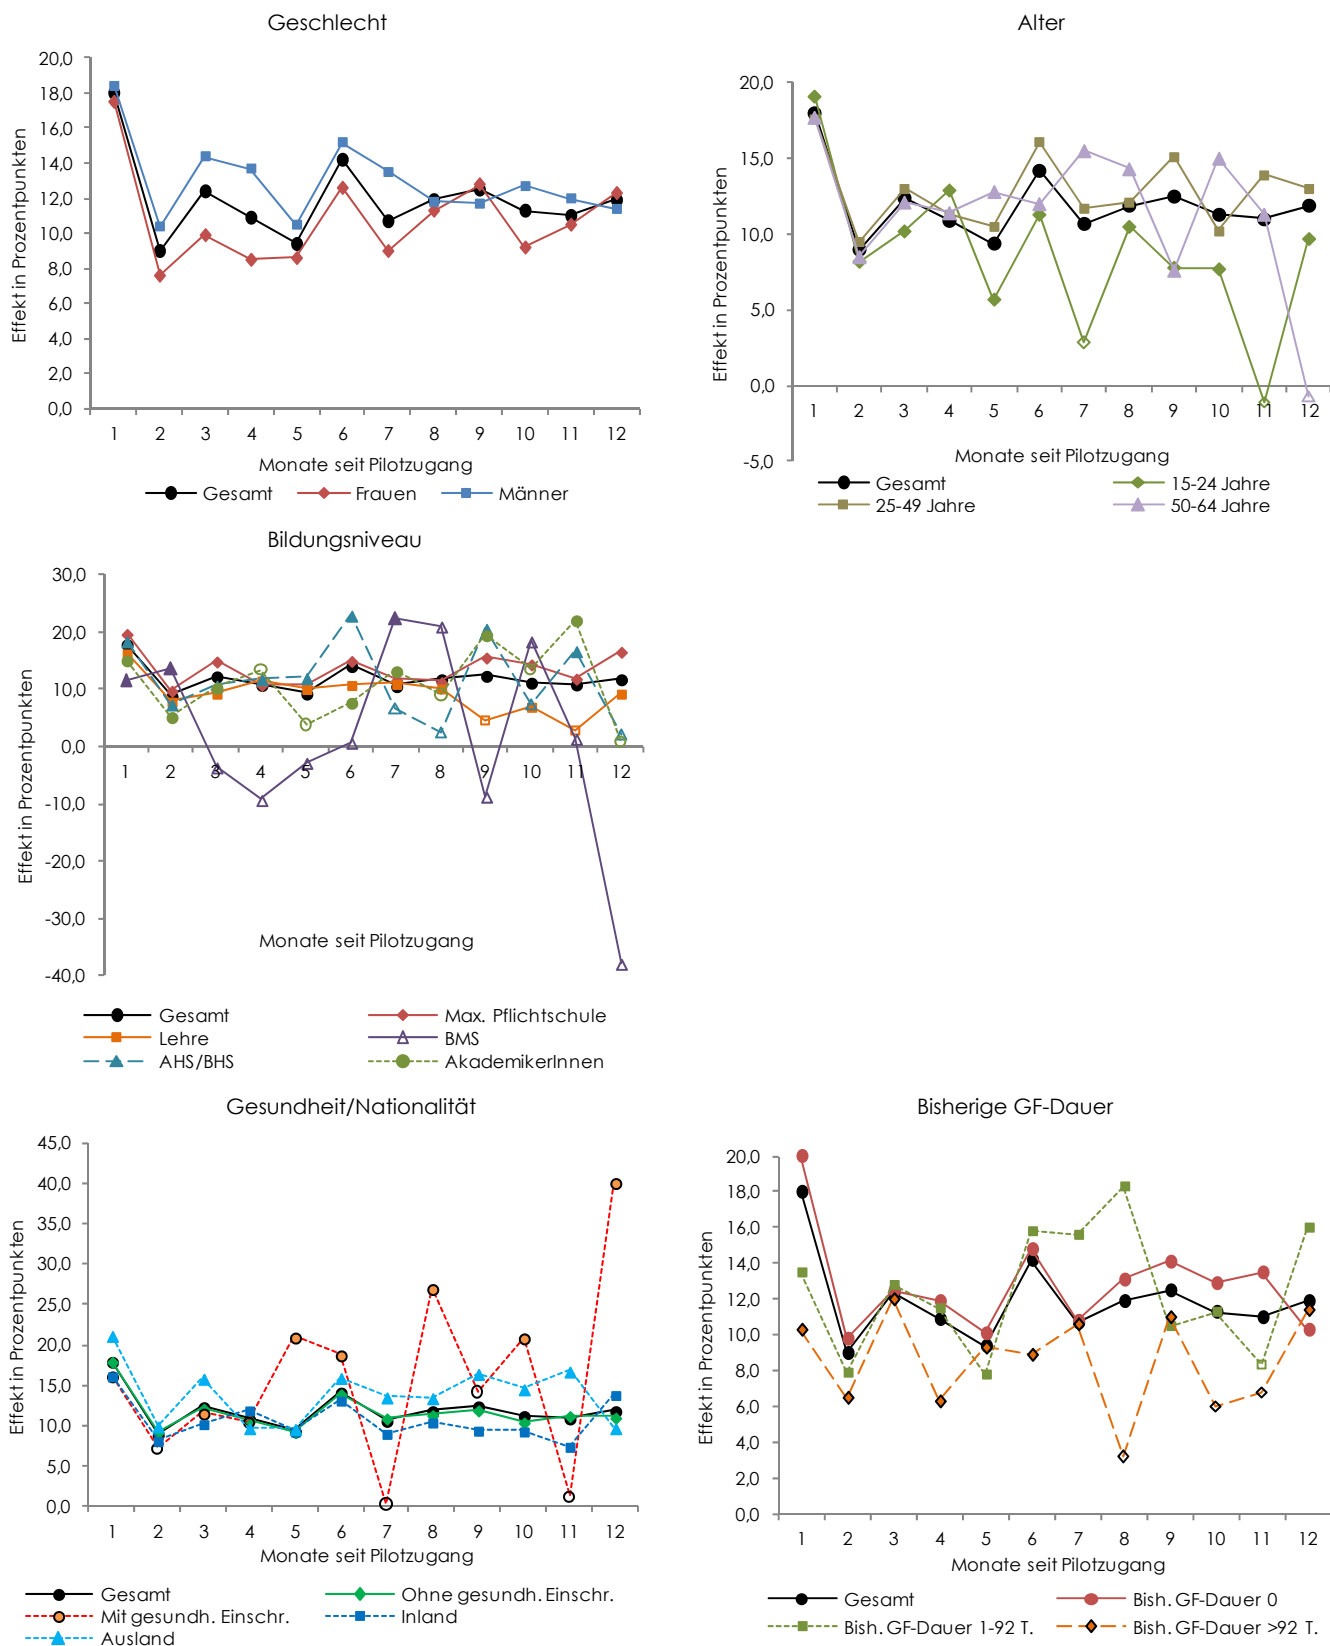 Geschlecht
Effekt in Prozentpunkten
20,0
18,0
16,0
14,0
12,0
10,0
8,0
6,0
4,0
2,0
0,0
1 2 3 4 5 6 7 8 9 10 11 12
Monate seit Pilotzugang
Gesamt Frauen Männer
Alter
Effekt in Prozentpunkten
20,0
15,0
10,0
5,0
0,0
-5,0
1 2 3 4 5 6 7 8 9 10 11 12
Monate seit Pilotzugang
Gesamt 15-24 Jahre
25-49 Jahre 50-64 Jahre
Bildungsniveau
Effekt in Prozentpunkten
30,0
20,0
10,0
0,0
-10,0
-20,0
-30,0
-40,0
1 2 3 4 5 6 7 8 9 10 11 12
Monate seit Pilotzugang
Gesamt Max. Pflichtschule
Lehre BMS
AHS/BHS AkademikerInnen
Gesundheit/Nationalität
Effekt in Prozentpunkten
45,0
40,0
35,0
30,0
25,0
20,0
15,0
10,0
5,0
0,0
1 2 3 4 5 6 7 8 9 10 11 12
Monate seit Pilotzugang
Gesamt Ohne gesundh. Einschr.
Mit gesundh. Einschr. Inland
Ausland
Bisherige GF-Dauer
Effekt in Prozentpunkten
20,0
18,0
16,0
14,0
12,0
10,0
8,0
6,0
4,0
2,0
0,0
1 2 3 4 5 6 7 8 9 10 11 12
Monate seit Pilotzugang
Gesamt Bish. GF-Dauer 0
Bish. GF-Dauer 1-92 T. Bish. GF-Dauer >92 T.